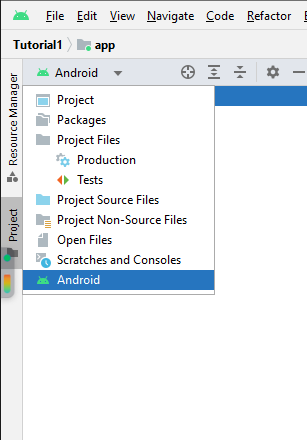 File Edit View Navigate Code Refactor
Tutorial1 app
Android
Resource Manager
Project
Project
Packages
Project Files
Production
Tests
Project Source Files
Project Non-Source Files
Open Files
Scratches and Consoles
Android